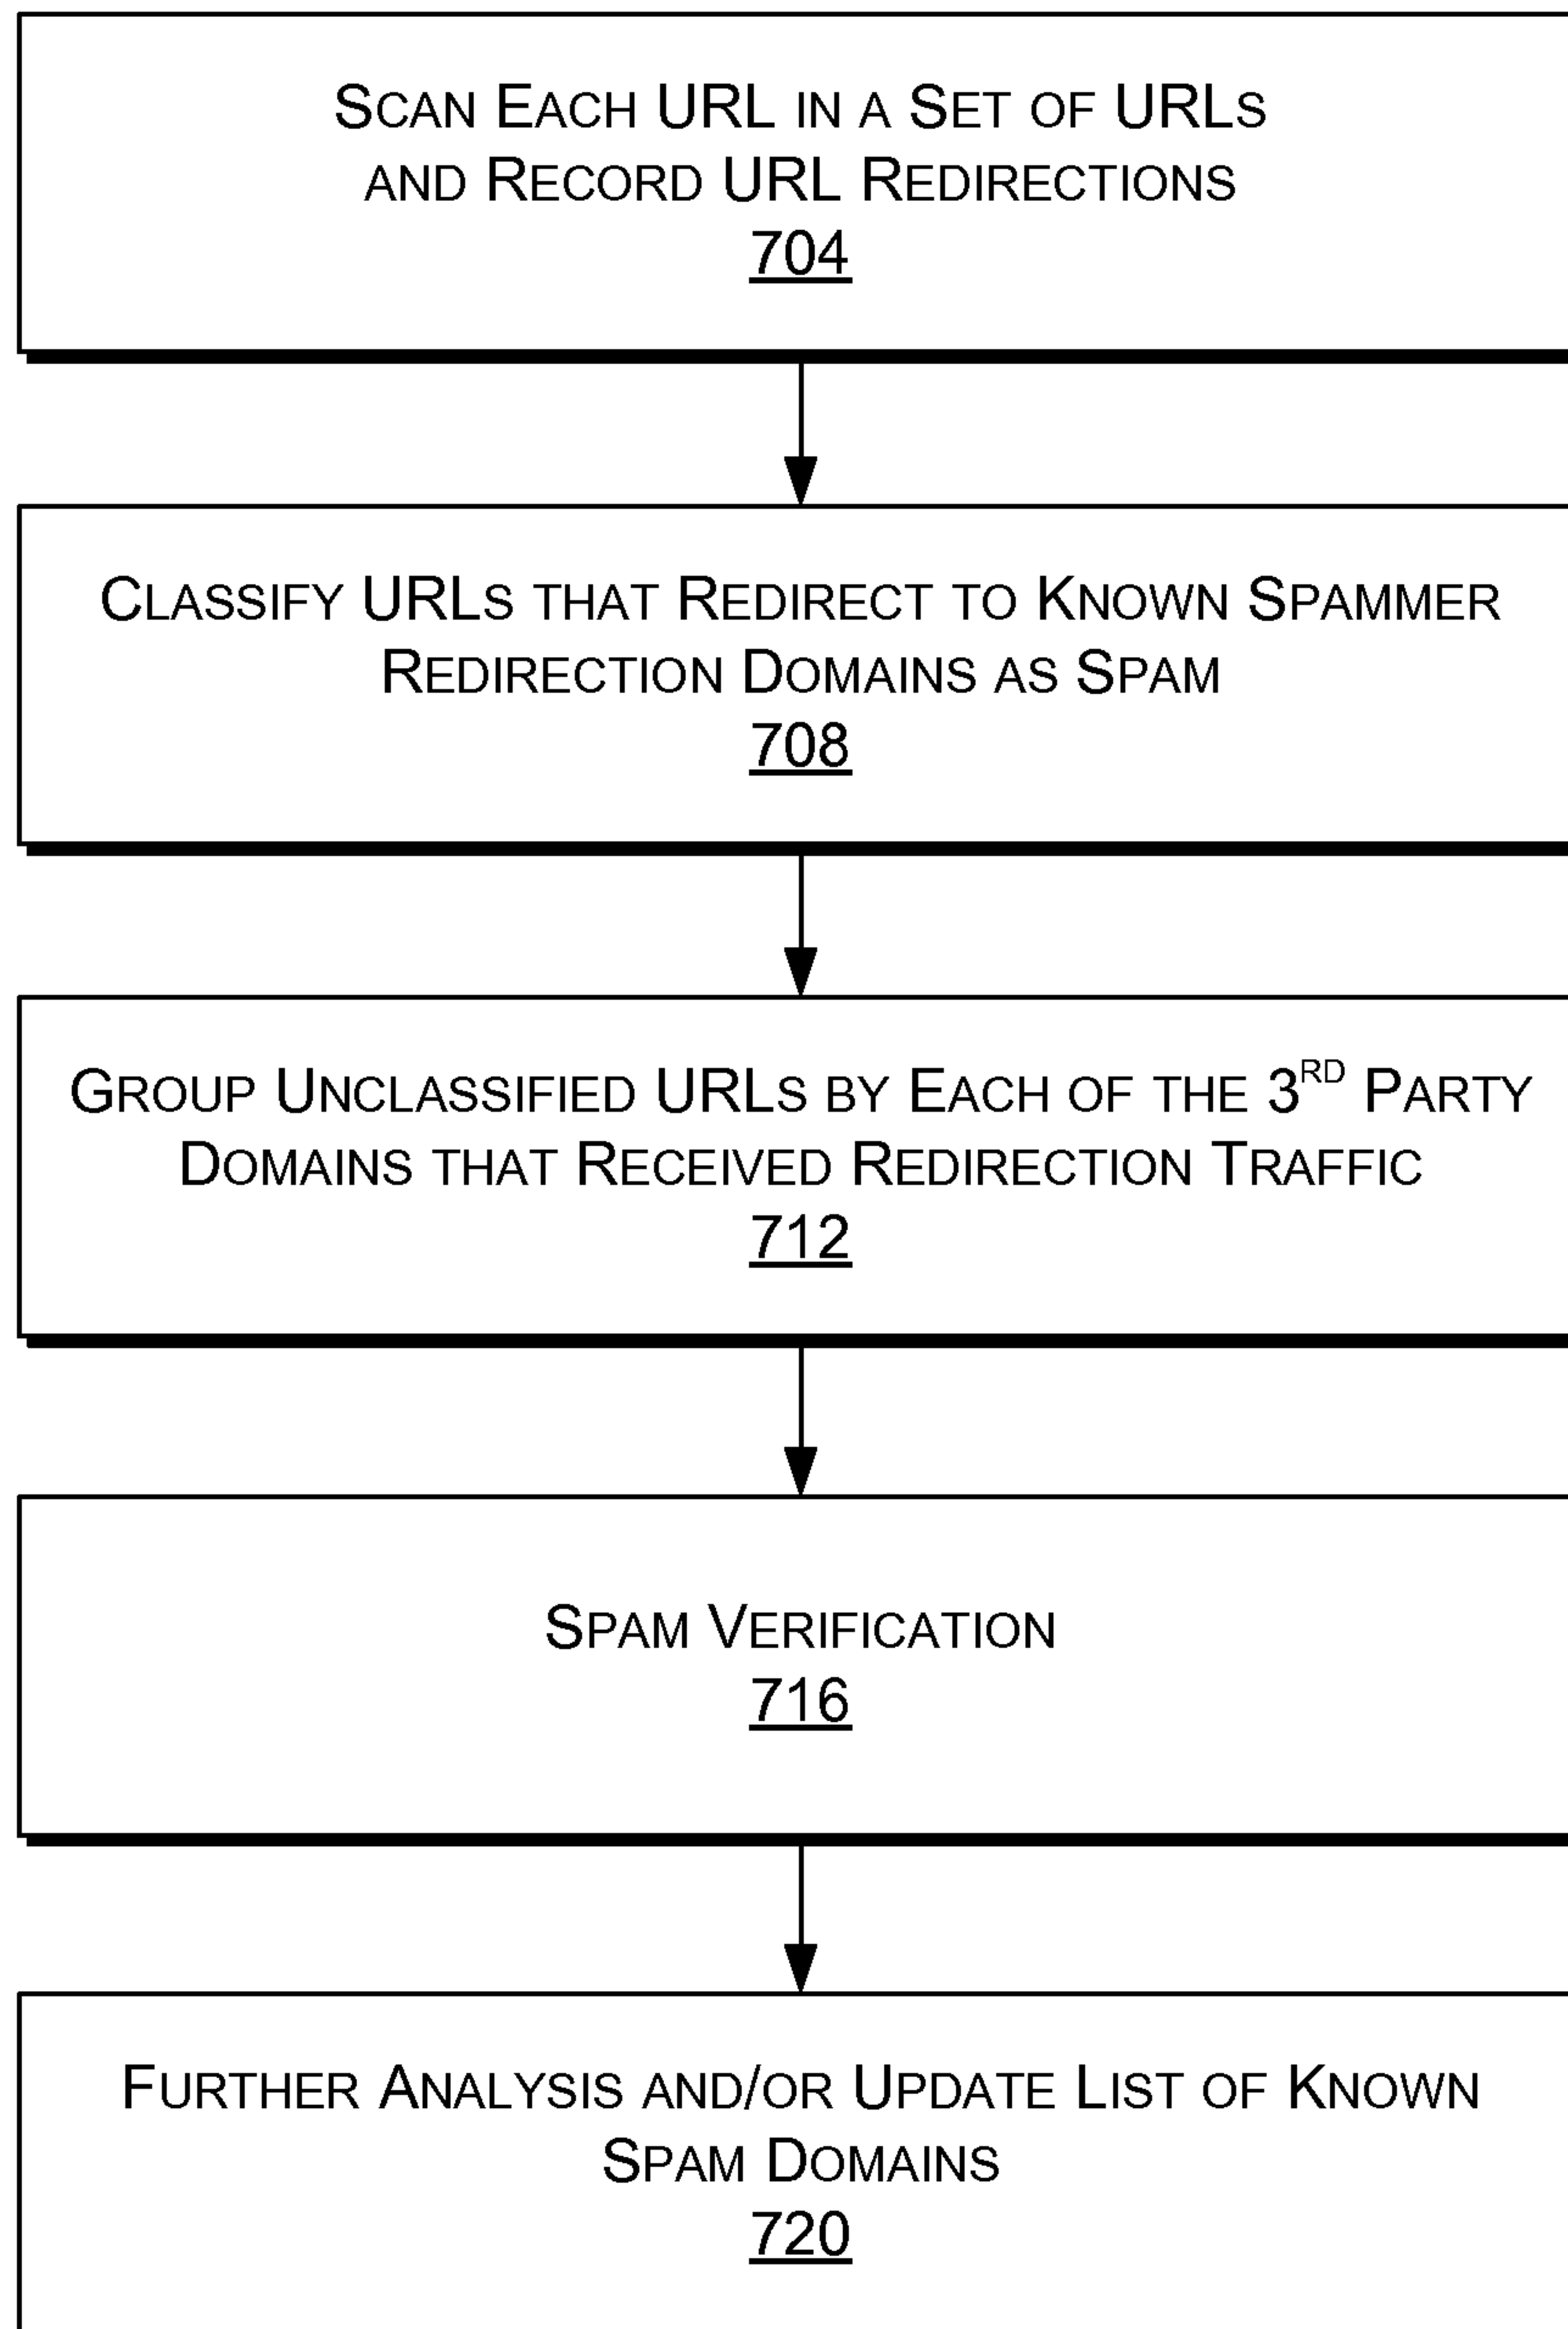 SCAN EACH URL IN A SET OF URLS
AND RECORD URL REDIRECTIONS
704
CLASSIFY URLS THAT REDIRECT TO KNOWN SPAMMER
REDIRECTION DOMAINS AS SPAM
708
GROUP UNCLASSIFIED URLS BY EACH OF THE 3RD PARTY
DOMAINS THAT RECEIVED REDIRECTION TRAFFIC
712
SPAM VERIFICATION
716
FURTHER ANALYSIS AND/OR UPDATE LIST OF KNOWN
SPAM DOMAINS
720